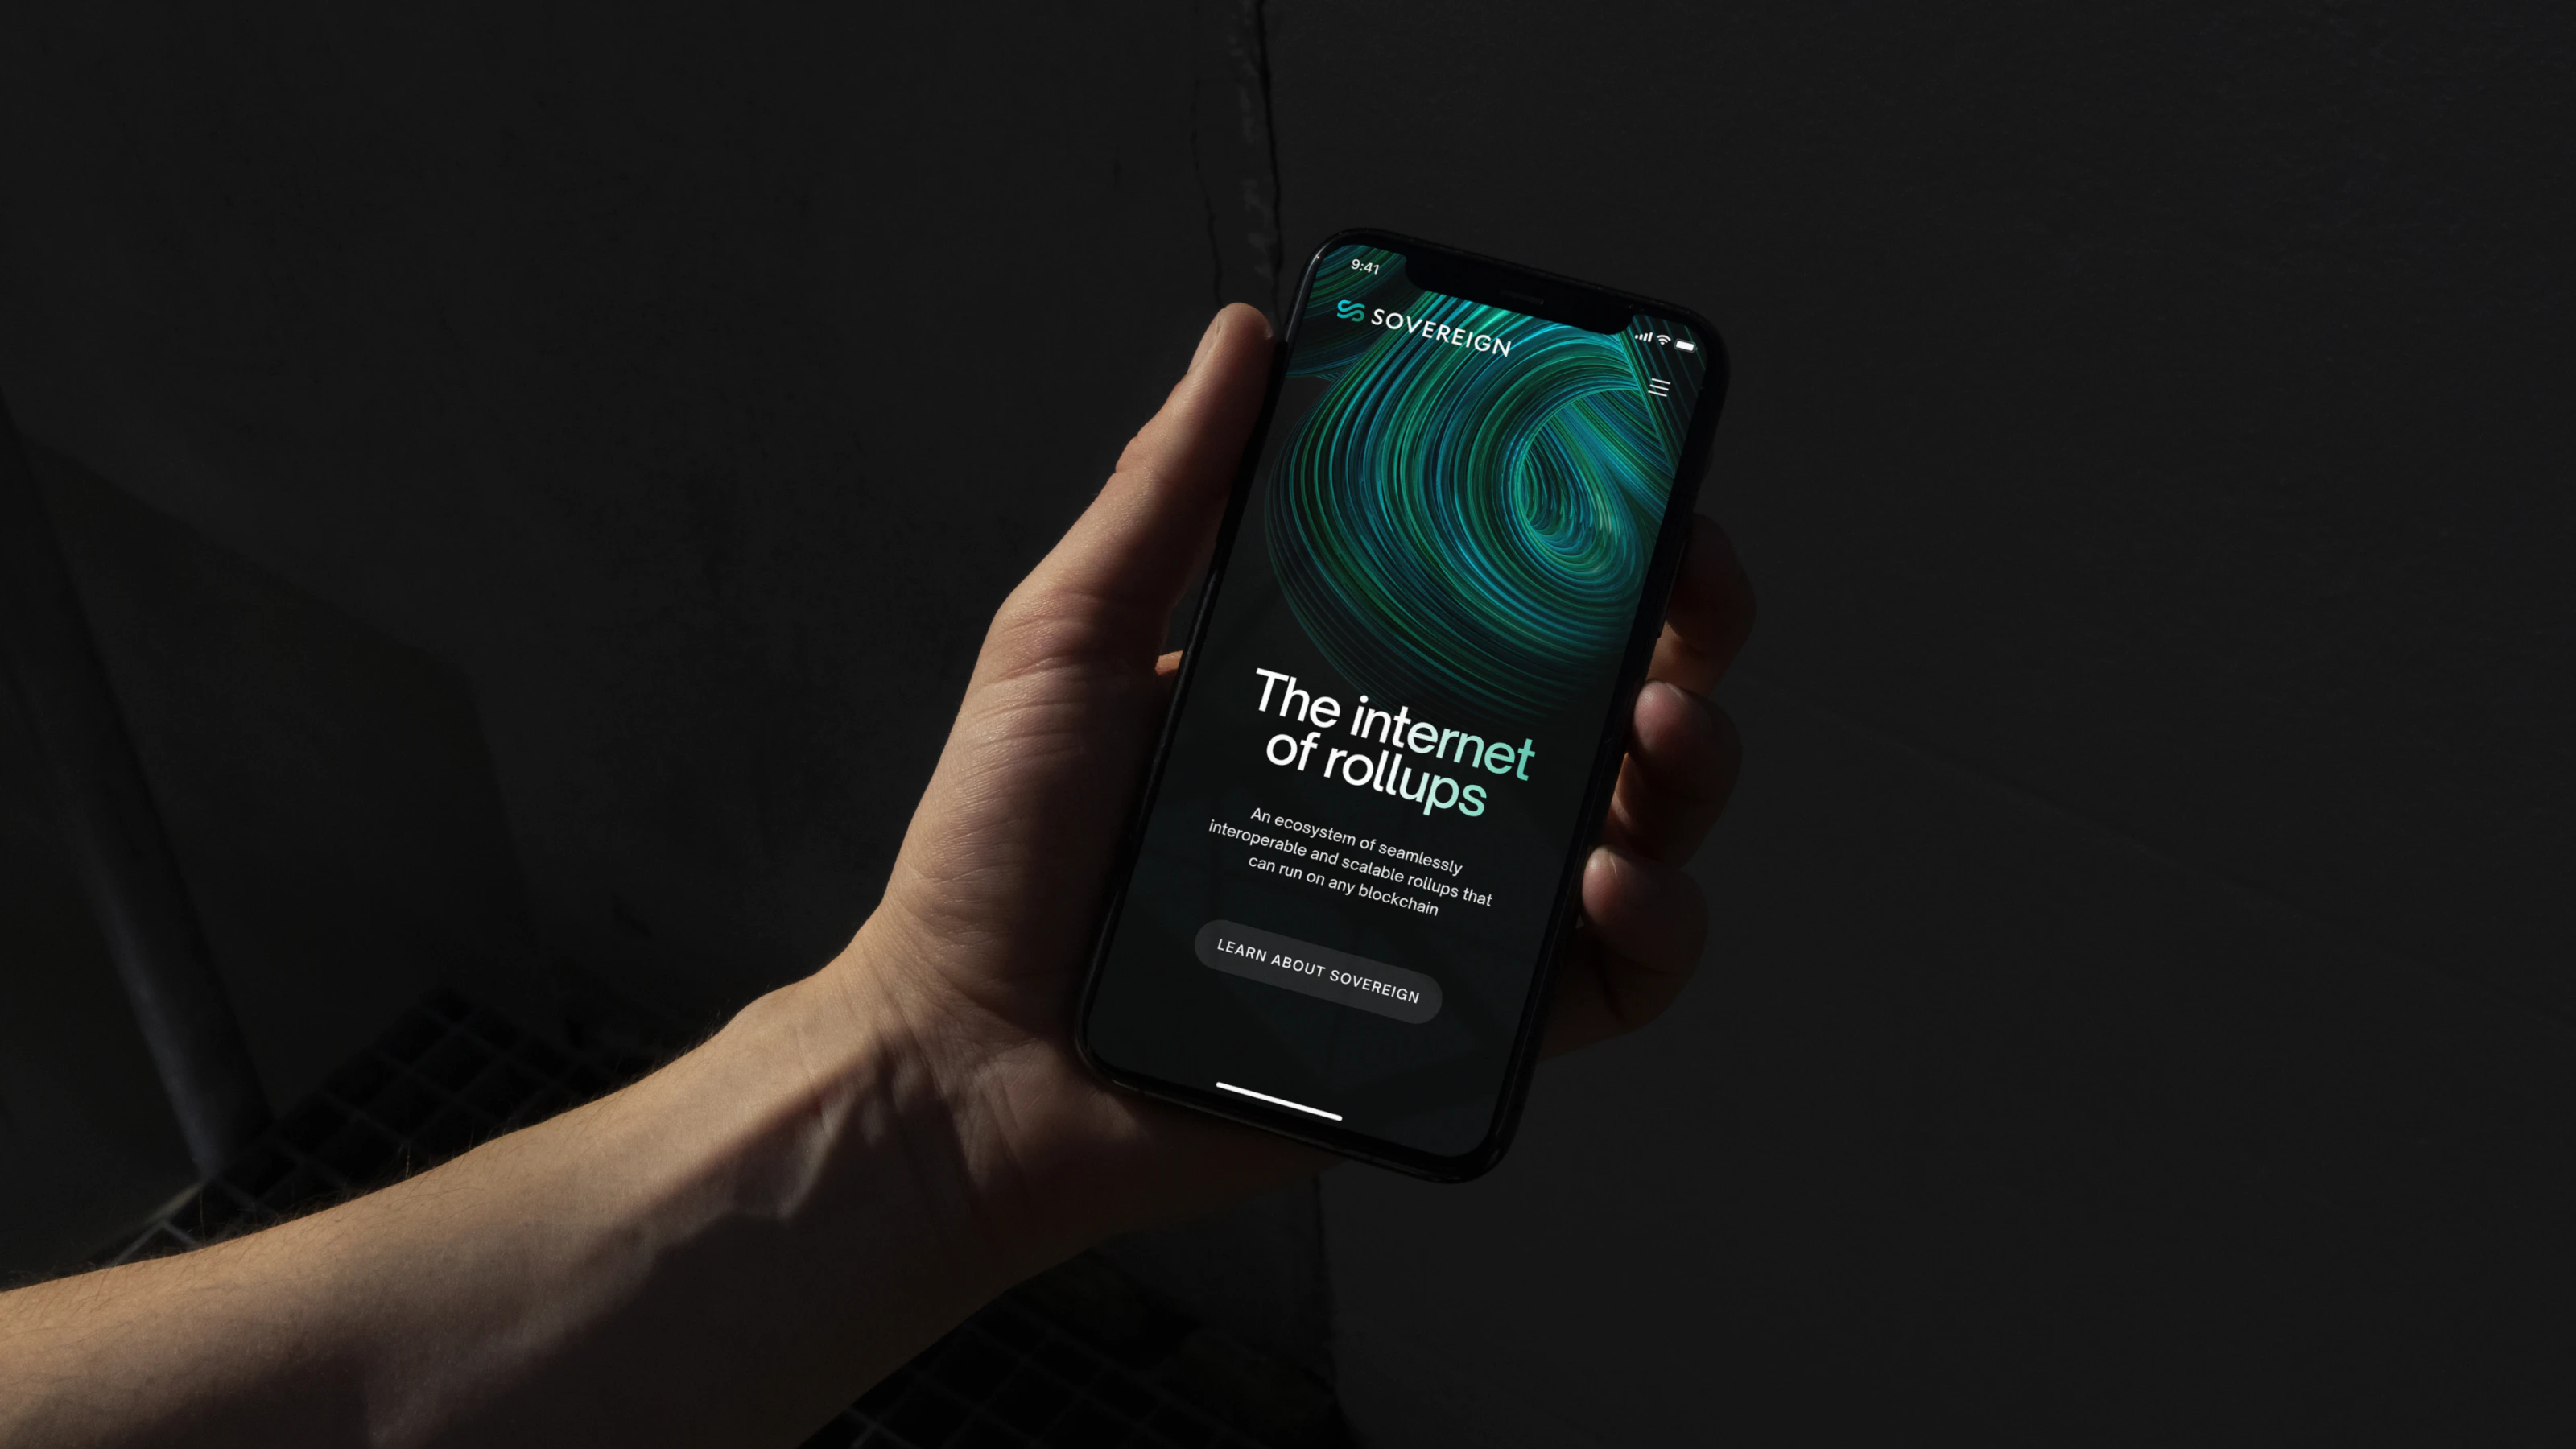 9:41
SOVEREIGN
The internet
of rollups
An ecosystem of seamlessly
interoperable and scalable rollups that
can run on any blockchain
LEARN ABOUT SOVEREIGN